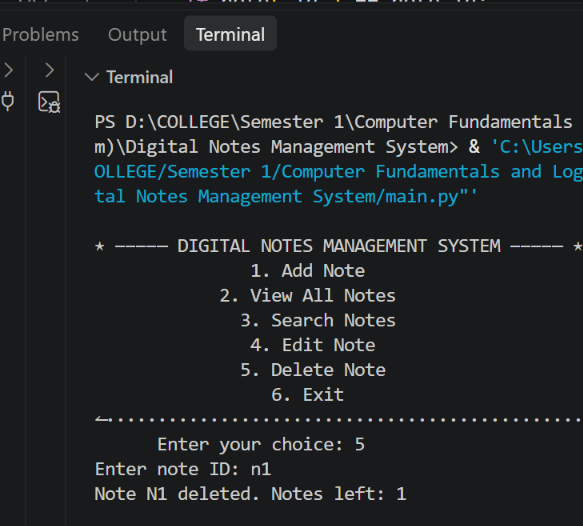 Problems Output Terminal
Terminal
PS D:\COLLEGE\Semester 1\Computer Fundamentals
m)\Digital Notes Management System> & 'C:\Users
OLLEGE/Semester 1/Computer Fundamentals and Log
tal Notes Management System/main.py"'
* ————— DIGITAL NOTES MANAGEMENT SYSTEM ————— *
1. Add Note
2. View All Notes
3. Search Notes
4. Edit Note
5. Delete Note
6. Exit
Enter your choice: 5
Enter note ID: n1
Note N1 deleted. Notes left: 1